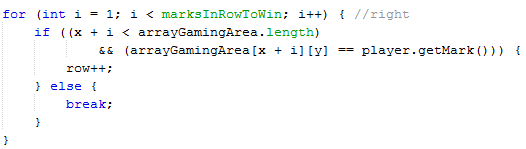 for (int i = 1; i < marksInRowToWin; i++) { //right
    if ((x + i < arrayGamingArea.length)
            && (arrayGamingArea[x + i][y] == player.getMark())) {
        row++;
    } else {
        break;
    }
}